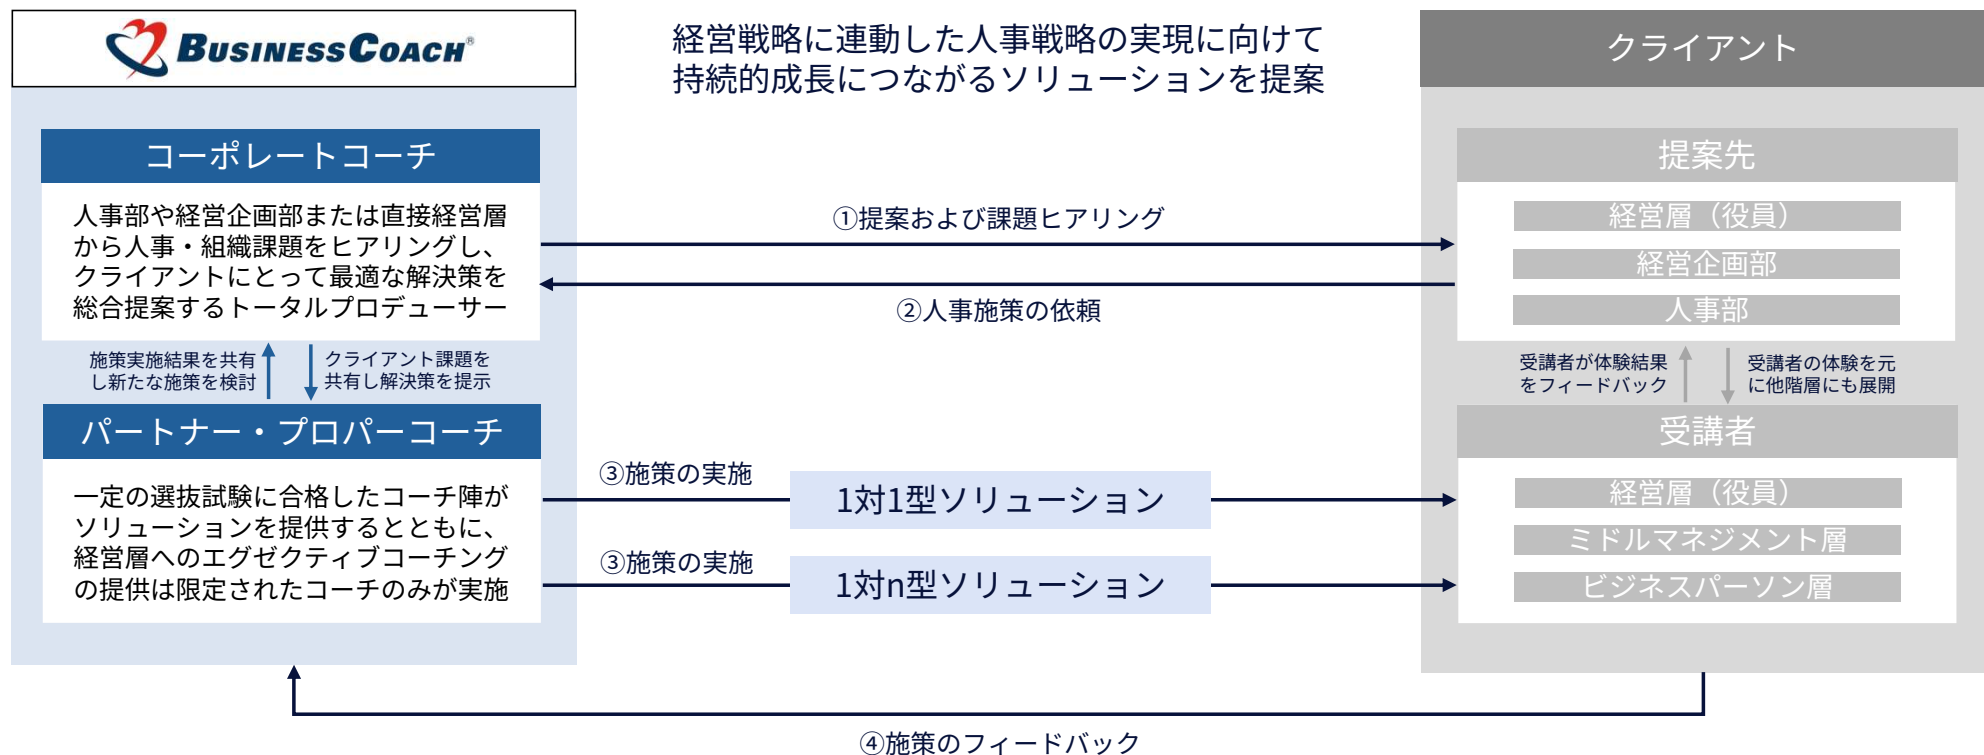 BUSINESSCOACH®
経営戦略に連動した人事戦略の実現に向けて
持続的成長につながるソリューションを提案
クライアント
コーポレートコーチ
人事部や経営企画部または直接経営層
から人事・組織課題をヒアリングし、
クライアントにとって最適な解決策を
総合提案するトータルプロデューサー
①提案および課題ヒアリング
②人事施策の依頼
提案先
経営層（役員）
経営企画部
人事部
施策実施結果を共有
し新たな施策を検討
クライアント課題を
共有し解決策を提示
受講者が体験結果
をフィードバック
受講者の体験を元
に他階層にも展開
パートナー・プロパーコーチ
一定の選抜試験に合格したコーチ陣が
ソリューションを提供するとともに、
経営層へのエグゼクティブコーチング
の提供は限定されたコーチのみが実施
③施策の実施
1対1型ソリューション
③施策の実施
1対n型ソリューション
受講者
経営層（役員）
ミドルマネジメント層
ビジネスパーソン層
④施策のフィードバック